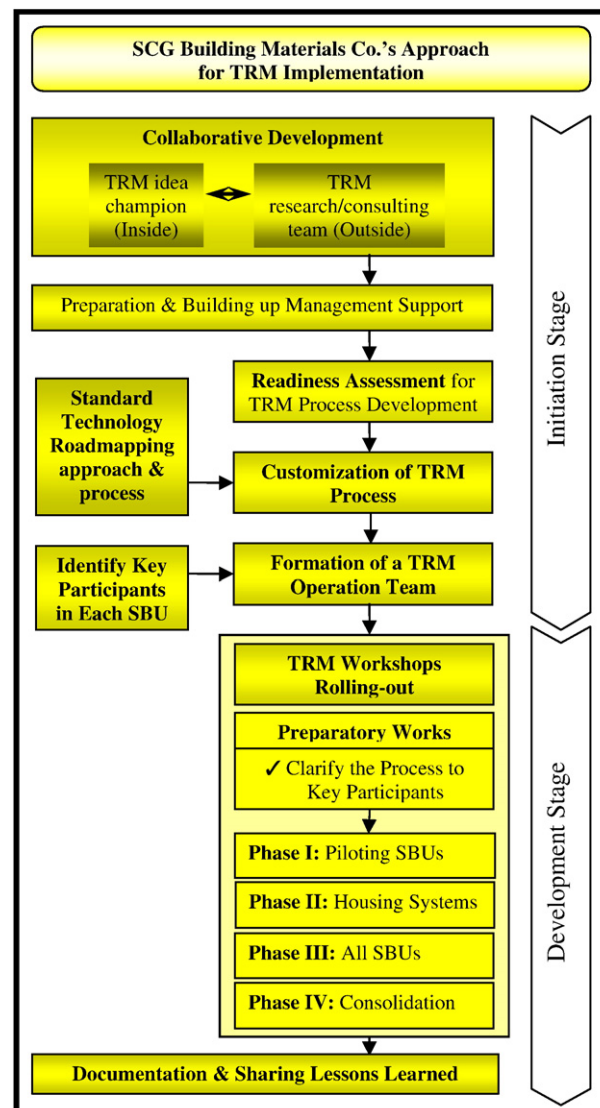 SCG Building Materials Co.'s Approach
for TRM Implementation
Collaborative Development
TRM idea
champion
(Inside)
TRM
research/consulting
team (Outside)
Preparation & Building up Management Support
Readiness Assessment for
TRM Process Development
Standard
Technology
Roadmapping
approach &
process
Customization of TRM
Process
Identify Key
Participants
in Each SBU
Formation of a TRM
Operation Team
Initiation Stage
TRM Workshops
Rolling-out
Preparatory Works
✓ Clarify the Process to
Key Participants
Phase I: Piloting SBUs
Phase II: Housing Systems
Phase III: All SBUs
Phase IV: Consolidation
Development Stage
Documentation & Sharing Lessons Learned